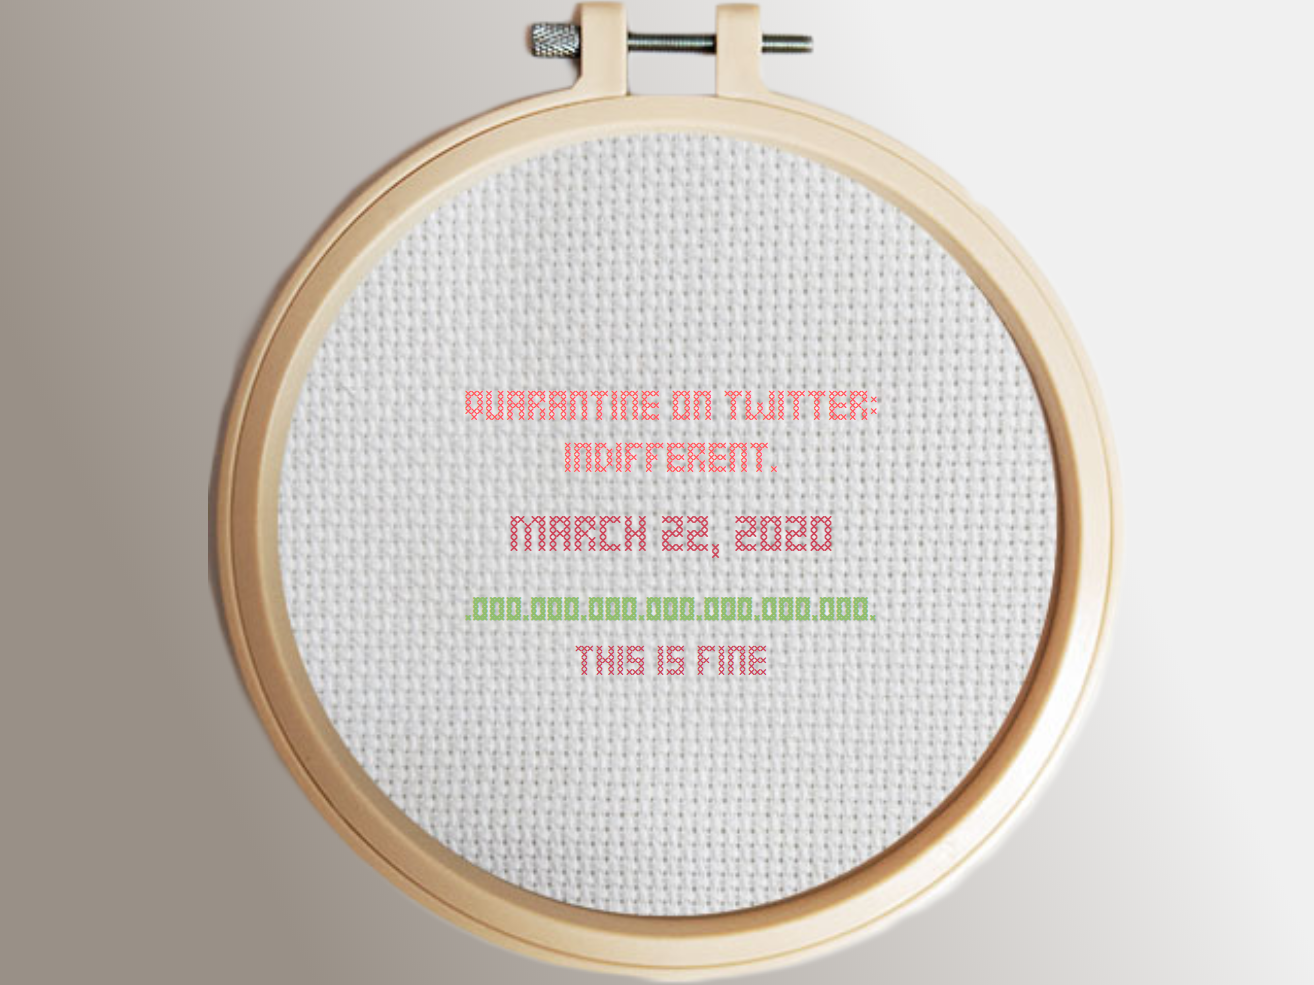 QUARANTINE ON TWITTER:
INDIFFERENT.
MARCH 22, 2020
.000.000.000.000.000.000.000.
THIS IS FINE